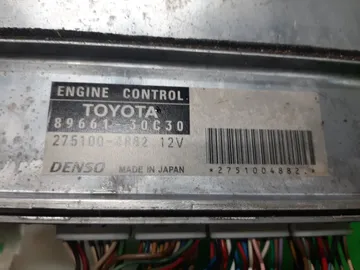 ENGINE CONTROL
TOYOTA
89661-30C30
275100-4882 12V
DENSO MADE IN JAPAN
*2751004882*